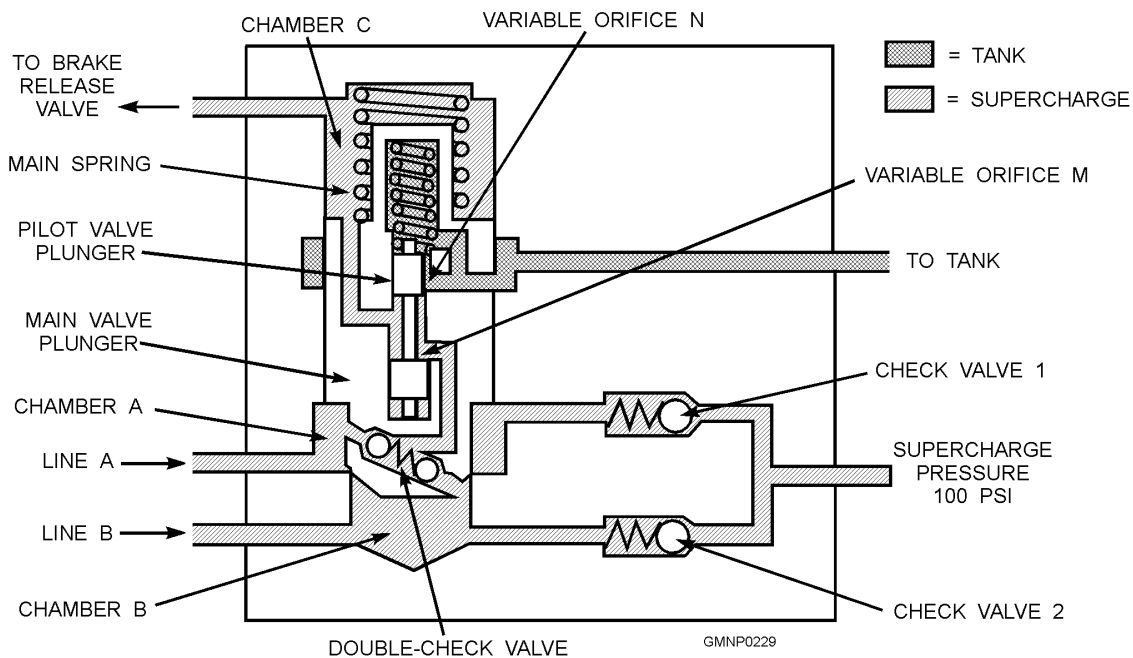 CHAMBER C
VARIABLE ORIFICE N
= TANK
= SUPERCHARGE
TO BRAKE
RELEASE
VALVE
MAIN SPRING
VARIABLE ORIFICE M
PILOT VALVE
PLUNGER
TO TANK
MAIN VALVE
PLUNGER
CHECK VALVE 1
CHAMBER A
LINE A
SUPERCHARGE
PRESSURE
100 PSI
LINE B
CHAMBER B
CHECK VALVE 2
DOUBLE-CHECK VALVE
GMNP0229